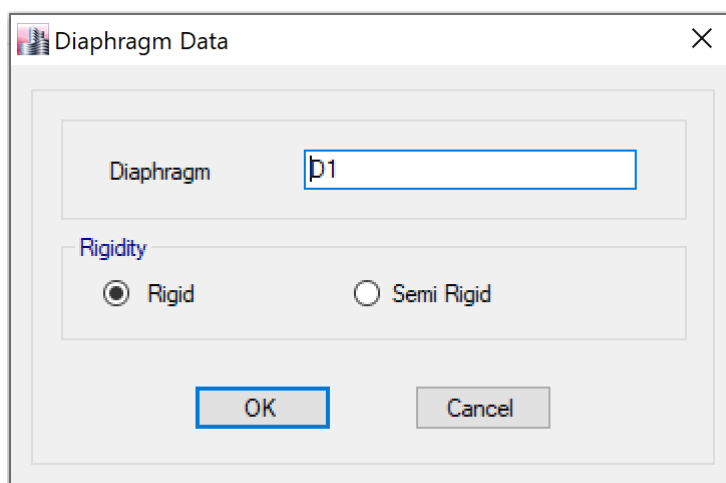 Diaphragm Data
Diaphragm D1
Rigidity
Rigid Semi Rigid
OK Cancel